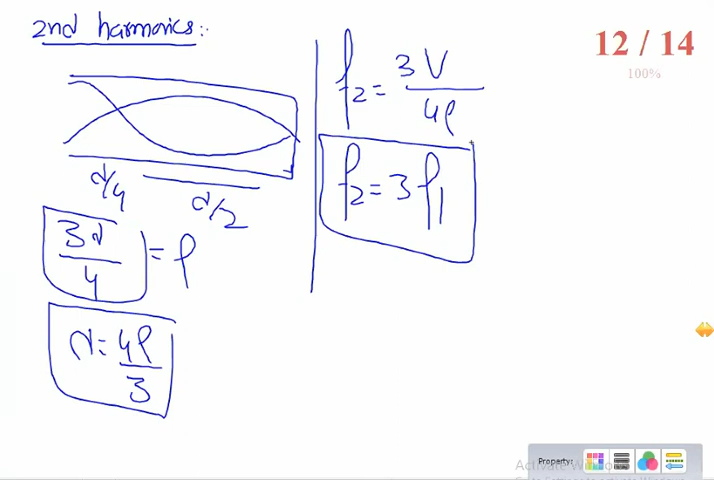 2nd harmonics:
λ/4
λ/2
3λ/4 = l
λ = 4l/3
f₂ = 3V/4l
f₂ = 3f₁
12 / 14
100%
Property: